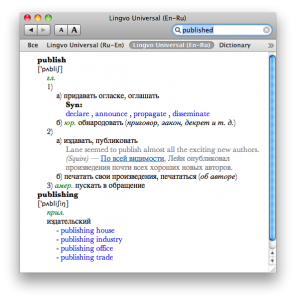 Lingvo Universal (En–Ru)
A A
published
Все Lingvo Universal (Ru–En) Lingvo Universal (En–Ru) Dictionary »
publish
['pʌblɪʃ]
гл.
1)
а) придавать огласке, оглашать
Syn:
declare , announce , propagate , disseminate
б) юр. обнародовать (приговор, закон, декрет и т. д.)
2)
а) издавать, публиковать
Lane seemed to publish almost all the exciting new authors.
(Squire) — По всей видимости, Лейн опубликовал
произведения почти всех хороших новых авторов.
б) печатать свои произведения, печататься (об авторе)
3) амер. пускать в обращение
publishing
['pʌblɪʃɪŋ]
прил.
издательский
- publishing house
- publishing industry
- publishing office
- publishing trade